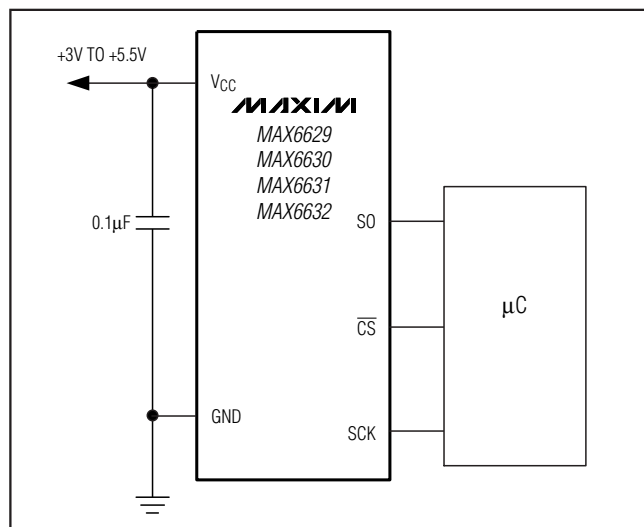 +3V TO +5.5V
VCC
MAXIM
MAX6629
MAX6630
MAX6631
MAX6632
0.1μF
SO
μC
CS
GND
SCK